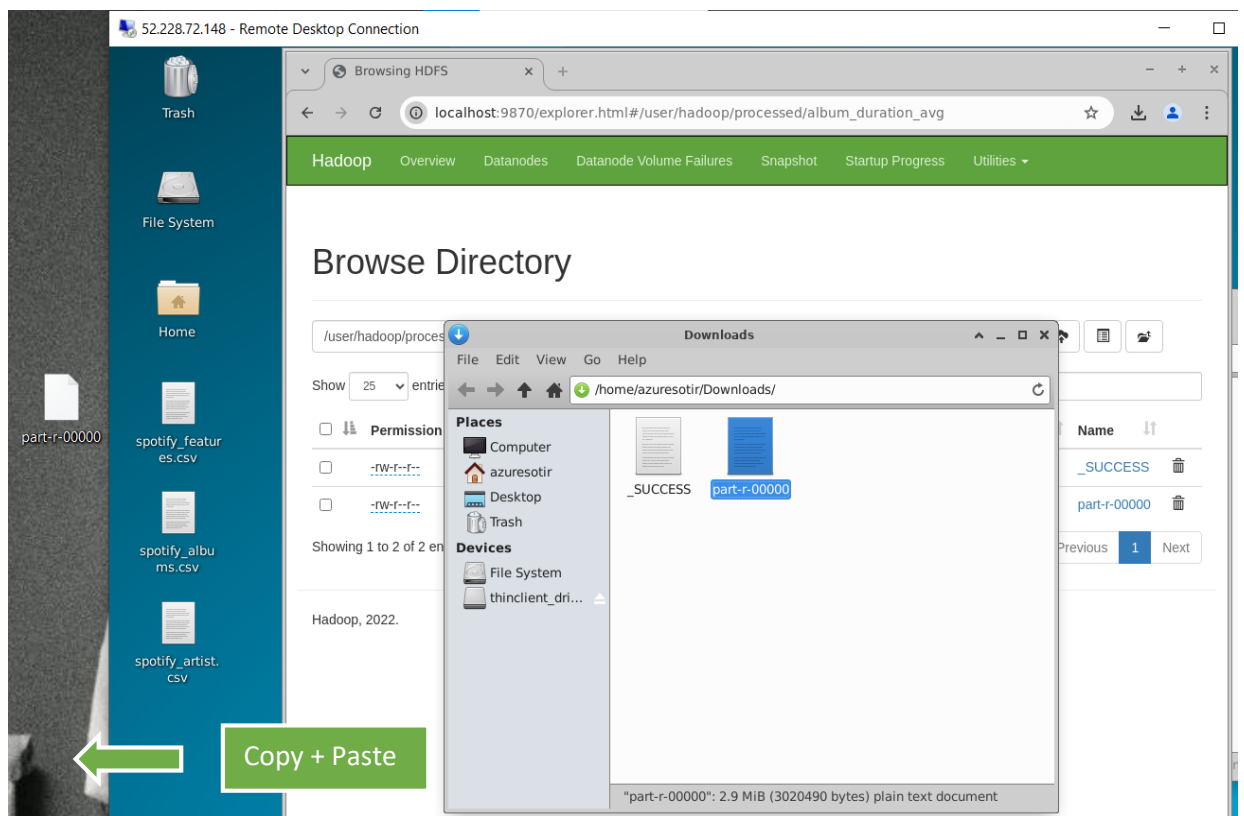 52.228.72.148 - Remote Desktop Connection
Trash
File System
Home
part-r-00000
spotify_featur
es.csv
spotify_albu
ms.csv
spotify_artist.
csv
Browsing HDFS
localhost:9870/explorer.html#/user/hadoop/processed/album_duration_avg
Hadoop Overview Datanodes Datanode Volume Failures Snapshot Startup Progress Utilities
Browse Directory
/user/hadoop/proces
Show 25 entrie
Permission Name
-rw-r--r-- _SUCCESS
-rw-r--r-- part-r-00000
Showing 1 to 2 of 2 en Previous 1 Next
Hadoop, 2022.
Downloads
File Edit View Go Help
/home/azuresotir/Downloads/
Places
Computer
azuresotir
Desktop
Trash
Devices
File System
thinclient_dri...
_SUCCESS
part-r-00000
"part-r-00000": 2.9 MiB (3020490 bytes) plain text document
Copy + Paste